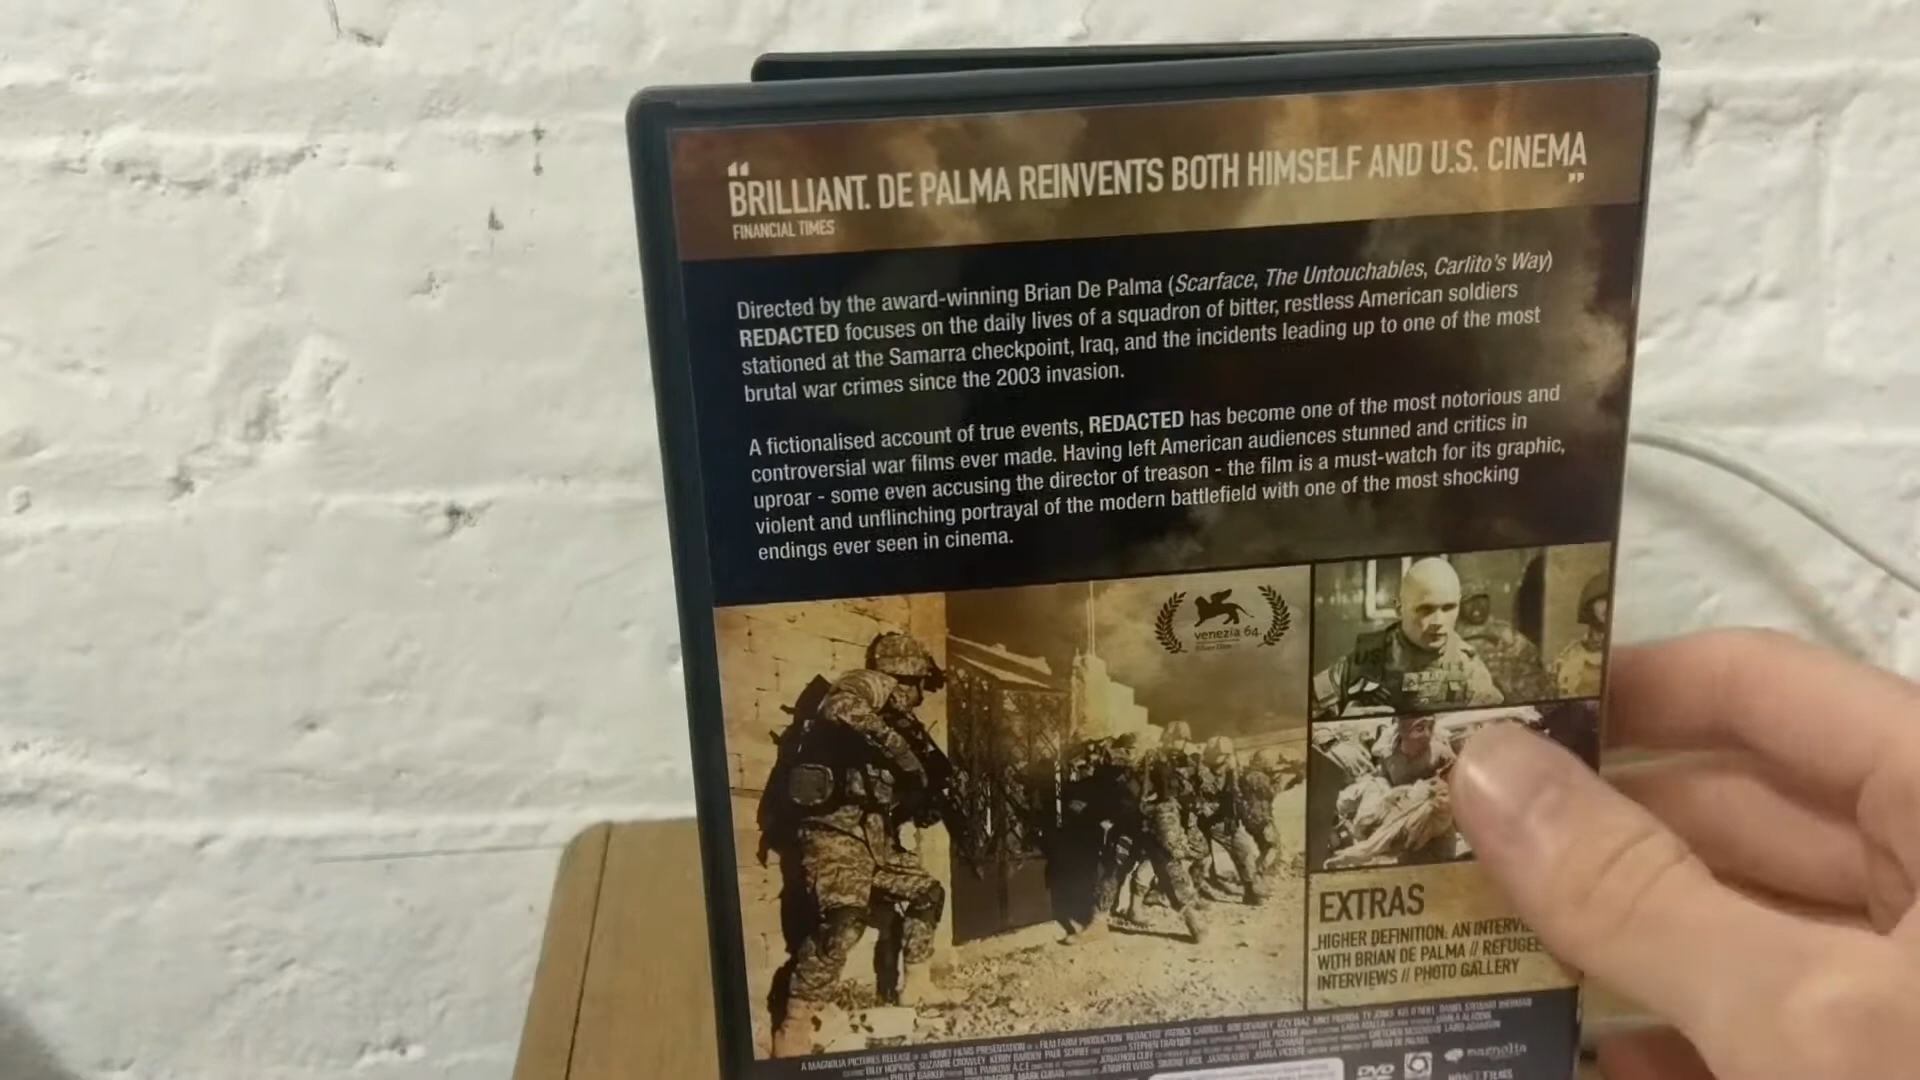 “
BRILLIANT. DE PALMA REINVENTS BOTH HIMSELF AND U.S. CINEMA
”
FINANCIAL TIMES
Directed by the award-winning Brian De Palma (Scarface, The Untouchables, Carlito's Way)
REDACTED focuses on the daily lives of a squadron of bitter, restless American soldiers
stationed at the Samarra checkpoint, Iraq, and the incidents leading up to one of the most
brutal war crimes since the 2003 invasion.
A fictionalised account of true events, REDACTED has become one of the most notorious and
controversial war films ever made. Having left American audiences stunned and critics in
uproar - some even accusing the director of treason - the film is a must-watch for its graphic,
violent and unflinching portrayal of the modern battlefield with one of the most shocking
endings ever seen in cinema.
venezia 64.
EXTRAS
HIGHER DEFINITION: AN INTERVIE
WITH BRIAN DE PALMA // REFUGEE
INTERVIEWS // PHOTO GALLERY
A MAGNOLIA PICTURES RELEASE
DVD
magnolia